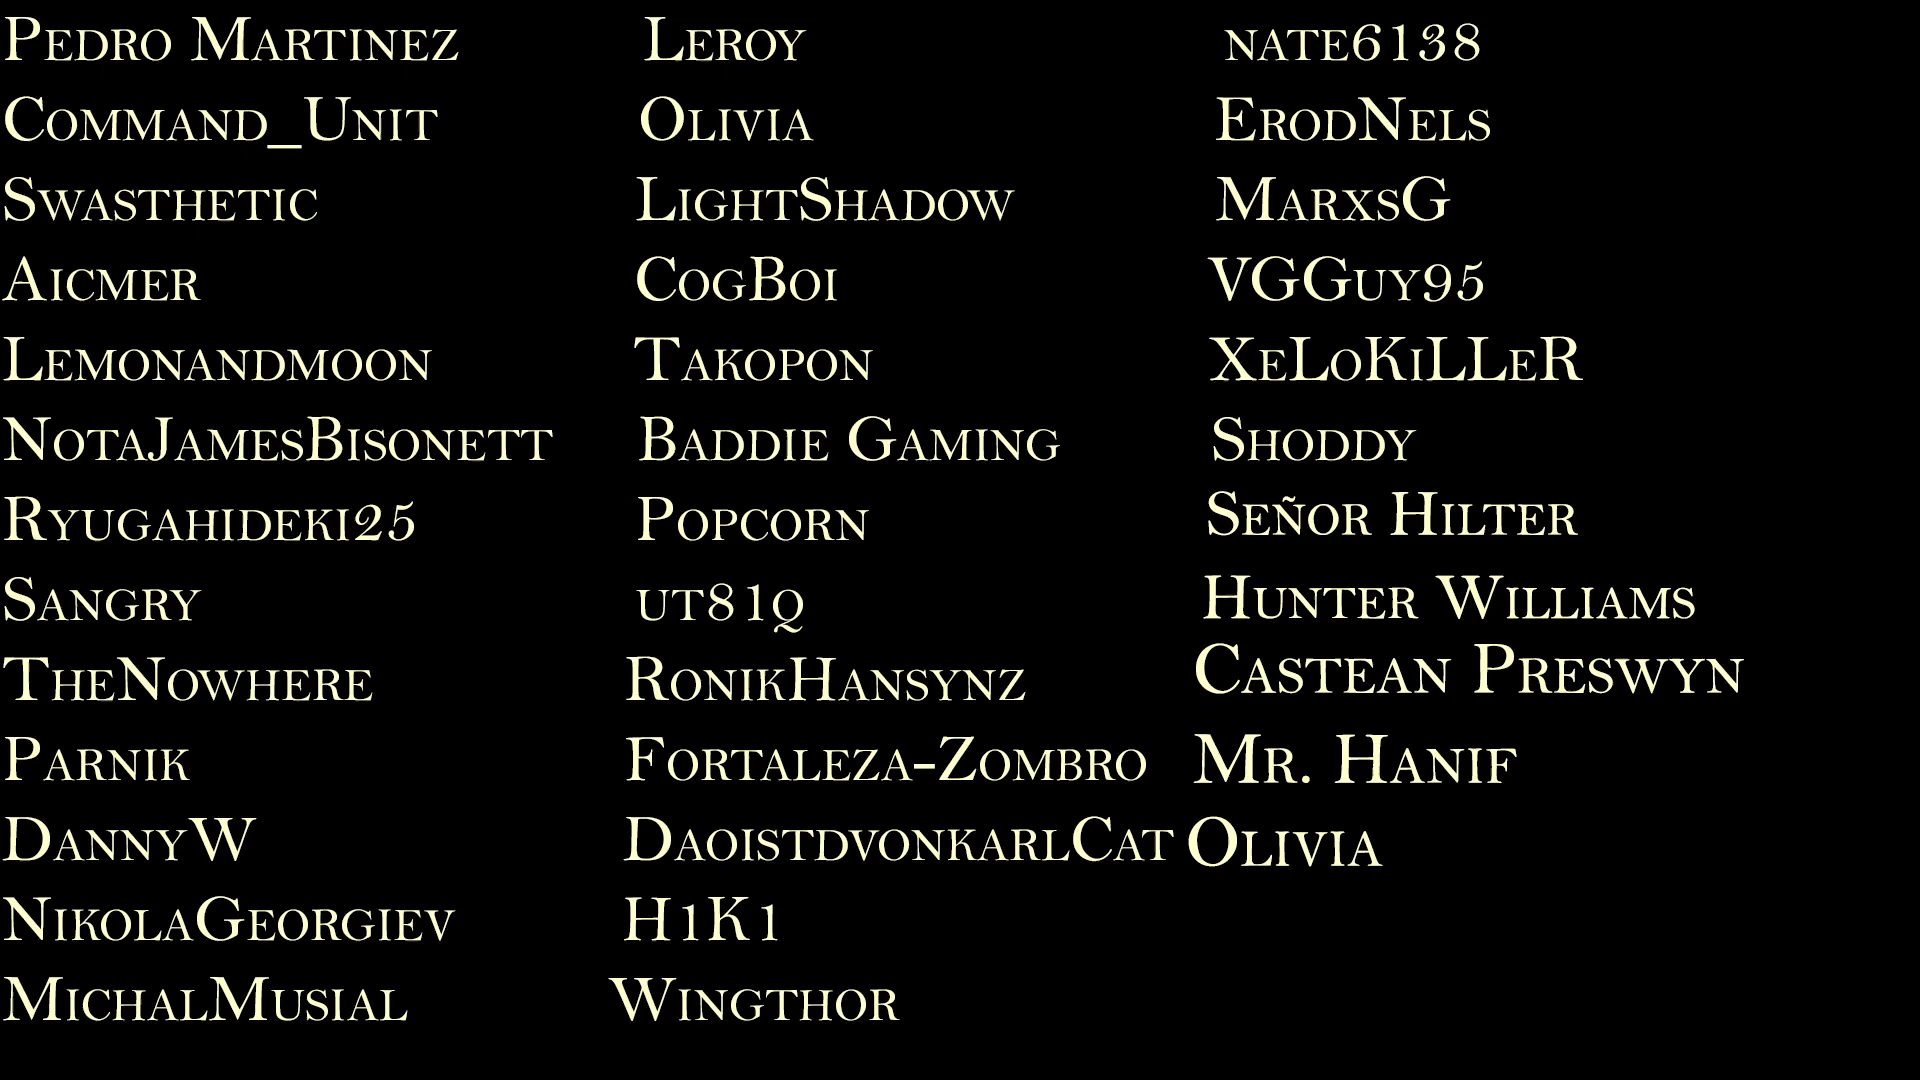 Pedro Martinez
Command_Unit
Swasthetic
Aicmer
Lemonandmoon
NotaJamesBisonett
Ryugahideki25
Sangry
TheNowhere
Parnik
DannyW
NikolaGeorgiev
MichalMusial
Leroy
Olivia
LightShadow
CogBoi
Takopon
Baddie Gaming
Popcorn
ut81q
RonikHansynz
Fortaleza-Zombro
DaoistdvonkarlCat
H1K1
Wingthor
nate6138
ErodNels
MarxsG
VGGuy95
XeLoKiLLeR
Shoddy
Señor Hilter
Hunter Williams
Castean Preswyn
Mr. Hanif
Olivia